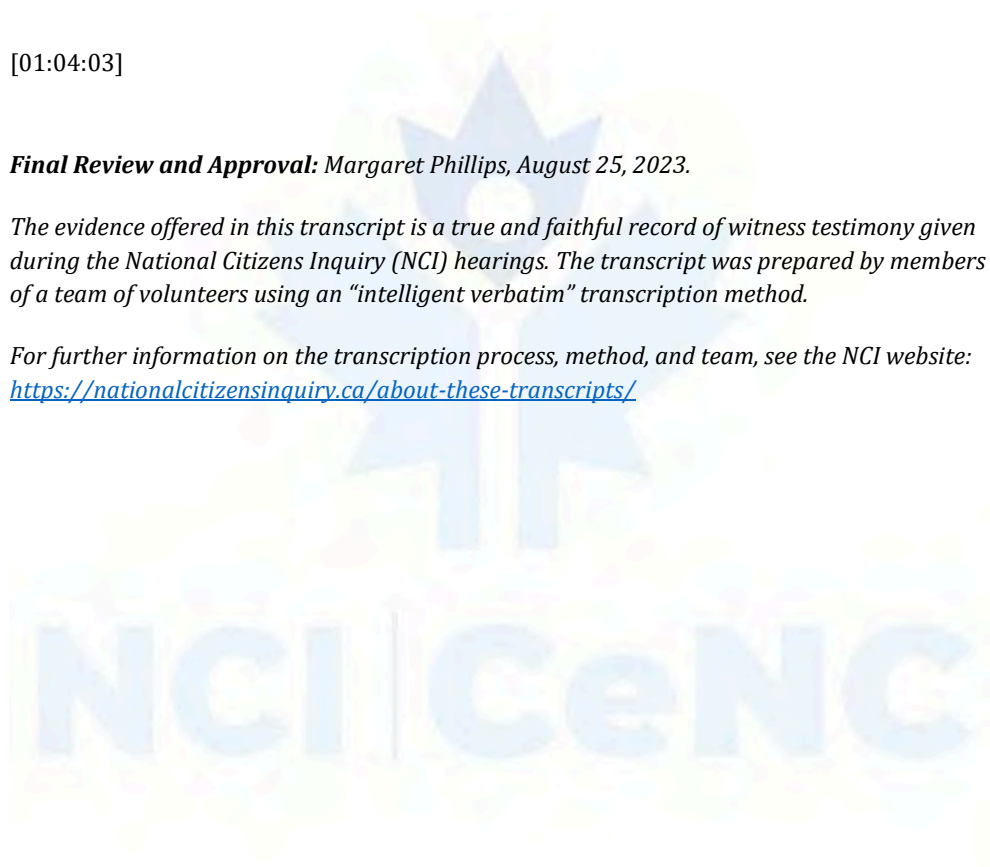 [01:04:03]
Final Review and Approval: Margaret Phillips, August 25, 2023.
The evidence offered in this transcript is a true and faithful record of witness testimony given
during the National Citizens Inquiry (NCI) hearings. The transcript was prepared by members
of a team of volunteers using an “intelligent verbatim” transcription method.
For further information on the transcription process, method, and team, see the NCI website:
https://nationalcitizensinquiry.ca/about-these-transcripts/
NCI | CeNC